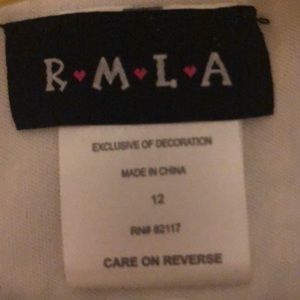 R♥M♥L♥A
EXCLUSIVE OF DECORATION
MADE IN CHINA
12
RN# 82117
CARE ON REVERSE